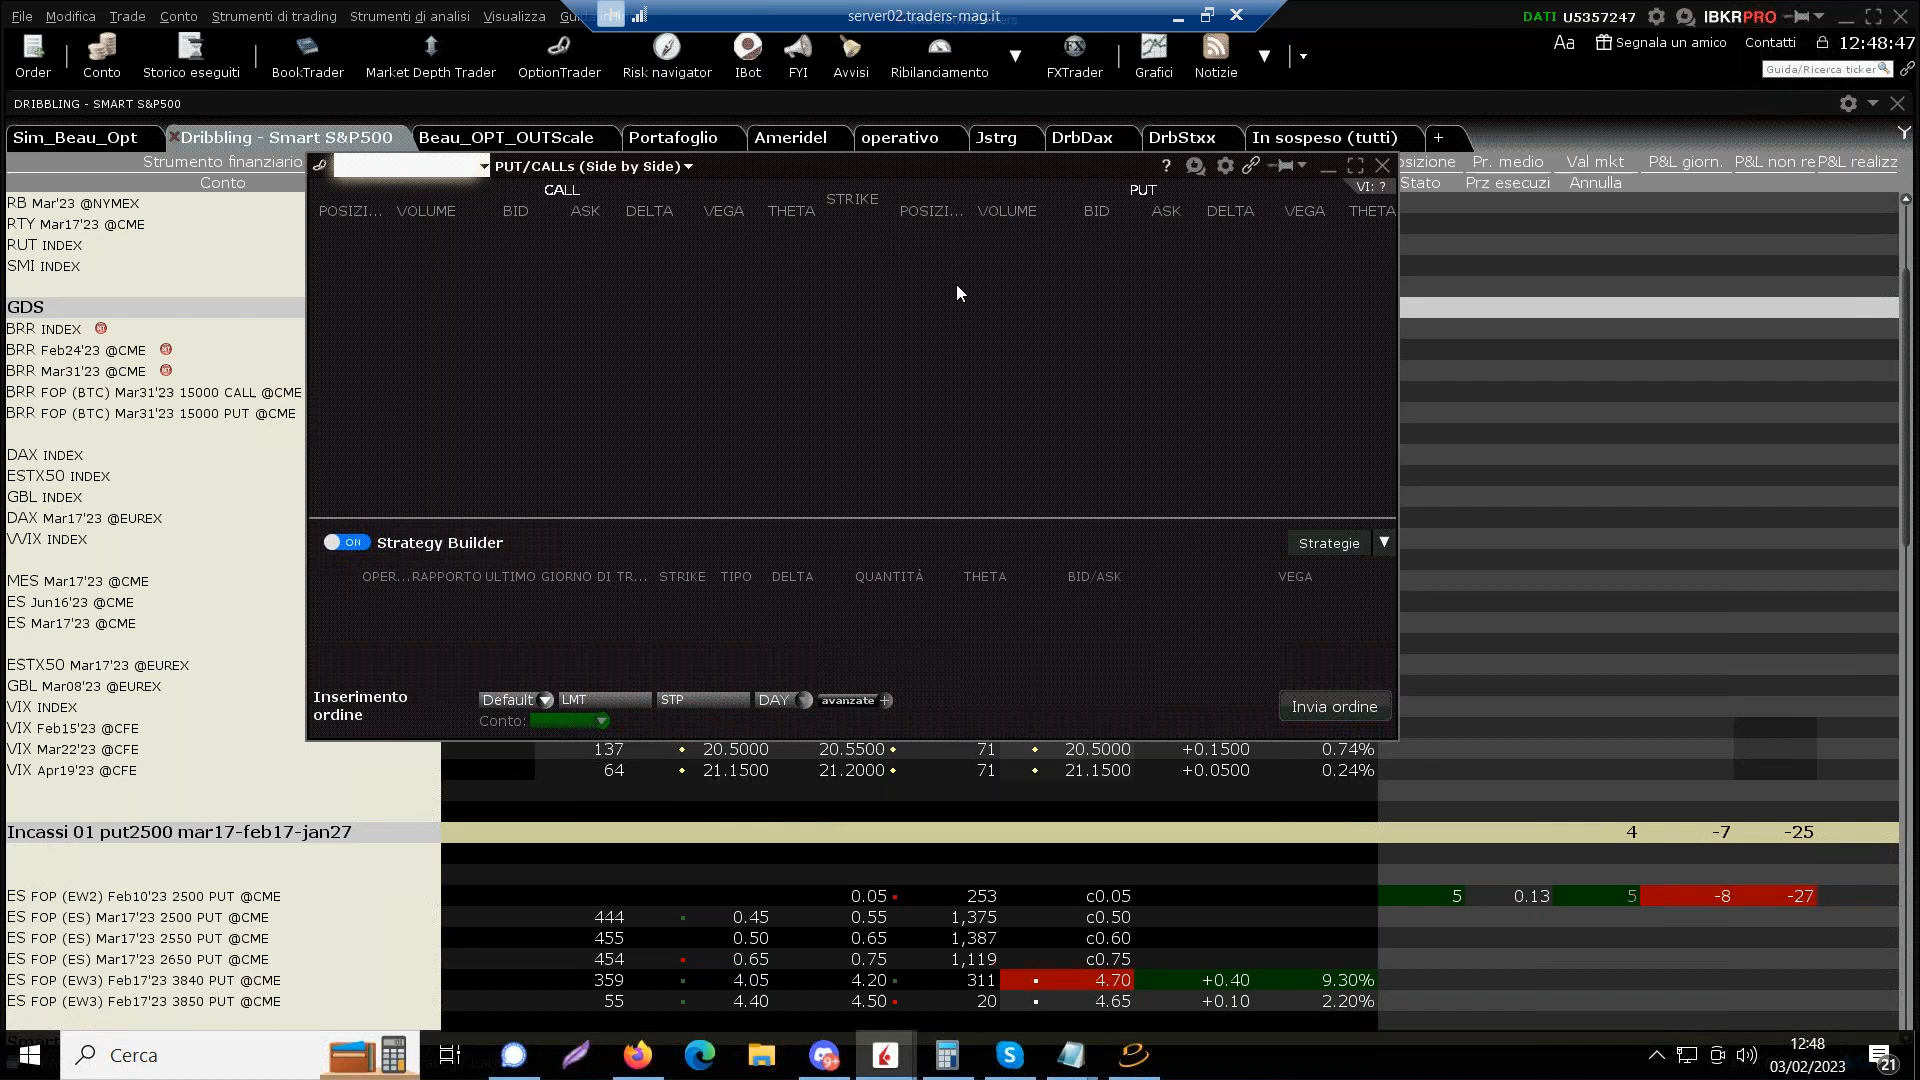 File Modifica Trade Conto Strumenti di trading Strumenti di analisi Visualizza
server02.traders-mag.it
DATI U5357247 IBKRPRO
Aa Segnala un amico Contatti 12:48:47
Order Conto Storico eseguiti BookTrader Market Depth Trader OptionTrader Risk navigator IBot FYI Avvisi Ribilanciamento FXTrader Grafici Notizie
Guida/Ricerca ticker
DRIBBLING - SMART S&P500
Sim_Beau_Opt Dribbling - Smart S&P500 Beau_OPT_OUTScale Portafoglio Ameridel operativo Jstrg DrbDax DrbStxx In sospeso (tutti) +
Strumento finanziario
Conto
PUT/CALLs (Side by Side) ?
osizione Pr. medio Val mkt P&L giorn. P&L non re P&L realizz
Stato Prz esecuzi Annulla
VI: ?
CALL STRIKE PUT
POSIZI... VOLUME BID ASK DELTA VEGA THETA POSIZI... VOLUME BID ASK DELTA VEGA THETA
RB Mar'23 @NYMEX
RTY Mar17'23 @CME
RUT INDEX
SMI INDEX
GDS
BRR INDEX
BRR Feb24'23 @CME
BRR Mar31'23 @CME
BRR FOP (BTC) Mar31'23 15000 CALL @CME
BRR FOP (BTC) Mar31'23 15000 PUT @CME
DAX INDEX
ESTX50 INDEX
GBL INDEX
DAX Mar17'23 @EUREX
VVIX INDEX
MES Mar17'23 @CME
ES Jun16'23 @CME
ES Mar17'23 @CME
ESTX50 Mar17'23 @EUREX
GBL Mar08'23 @EUREX
VIX INDEX
VIX Feb15'23 @CFE
VIX Mar22'23 @CFE
VIX Apr19'23 @CFE
ON Strategy Builder Strategie
OPER... RAPPORTO ULTIMO GIORNO DI TR... STRIKE TIPO DELTA QUANTITÀ THETA BID/ASK VEGA
Inserimento ordine
Default LMT STP DAY avanzate +
Conto:
Invia ordine
137 20.5000 20.5500 71 20.5000 +0.1500 0.74%
64 21.1500 21.2000 71 21.1500 +0.0500 0.24%
Incassi 01 put2500 mar17-feb17-jan27 4 -7 -25
ES FOP (EW2) Feb10'23 2500 PUT @CME 0.05 253 c0.05 5 0.13 5 -8 -27
ES FOP (ES) Mar17'23 2500 PUT @CME 444 0.45 0.55 1,375 c0.50
ES FOP (ES) Mar17'23 2550 PUT @CME 455 0.50 0.65 1,387 c0.60
ES FOP (ES) Mar17'23 2650 PUT @CME 454 0.65 0.75 1,119 c0.75
ES FOP (EW3) Feb17'23 3840 PUT @CME 359 4.05 4.20 311 4.70 +0.40 9.30%
ES FOP (EW3) Feb17'23 3850 PUT @CME 55 4.40 4.50 20 4.65 +0.10 2.20%
Cerca
9+
12:48
03/02/2023
21